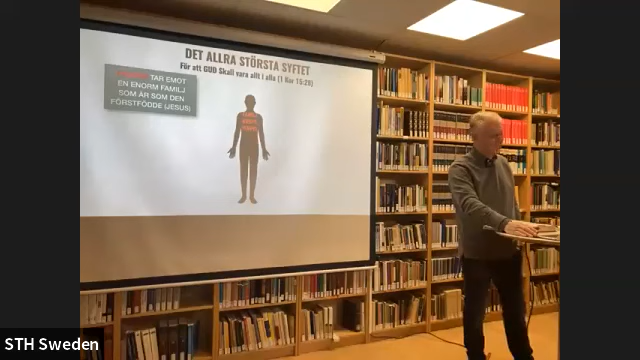 DET ALLRA STÖRSTA SYFTET
För att GUD Skall vara allt i alla (1 Kor 15:28)
TAR EMOT
EN ENORM FAMILJ
SOM ÄR SOM DEN
FÖRSTFÖDDE (JESUS)
STH Sweden